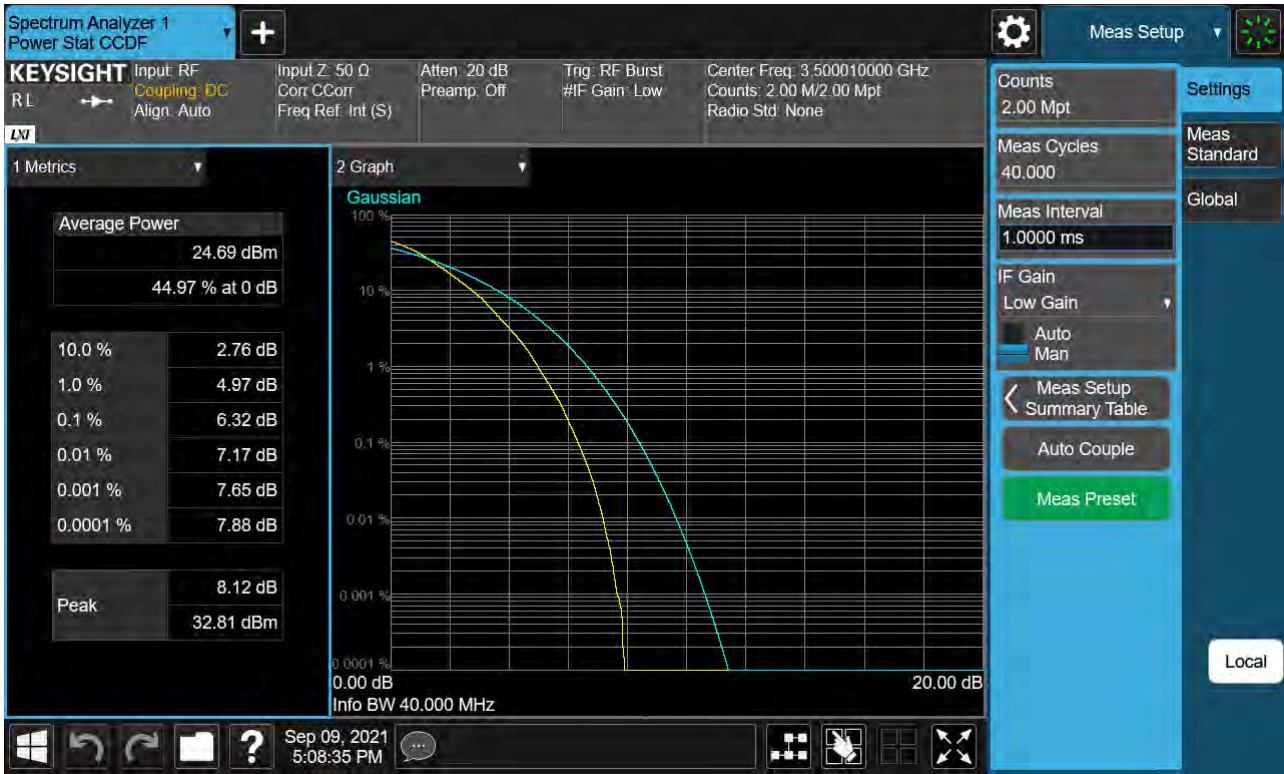 Spectrum Analyzer 1
Power Stat CCDF
Meas Setup
KEYSIGHT
R L
LXI
Input: RF
Coupling: DC
Align: Auto
Input Z: 50 Ω
Corr CCorr
Freq Ref: Int (S)
Atten: 20 dB
Preamp: Off
Trig: RF Burst
#IF Gain: Low
Center Freq: 3.500010000 GHz
Counts: 2.00 M/2.00 Mpt
Radio Std: None
1 Metrics
Average Power
24.69 dBm
44.97 % at 0 dB
10.0 % 2.76 dB
1.0 % 4.97 dB
0.1 % 6.32 dB
0.01 % 7.17 dB
0.001 % 7.65 dB
0.0001 % 7.88 dB
Peak
8.12 dB
32.81 dBm
2 Graph
Gaussian
100 %
10 %
1 %
0.1 %
0.01 %
0.001 %
0.0001 %
0.00 dB 20.00 dB
Info BW 40.000 MHz
Counts
2.00 Mpt
Meas Cycles
40.000
Meas Interval
1.0000 ms
IF Gain
Low Gain
Auto
Man
Meas Setup
Summary Table
Auto Couple
Meas Preset
Settings
Meas
Standard
Global
Local
?
Sep 09, 2021
5:08:35 PM